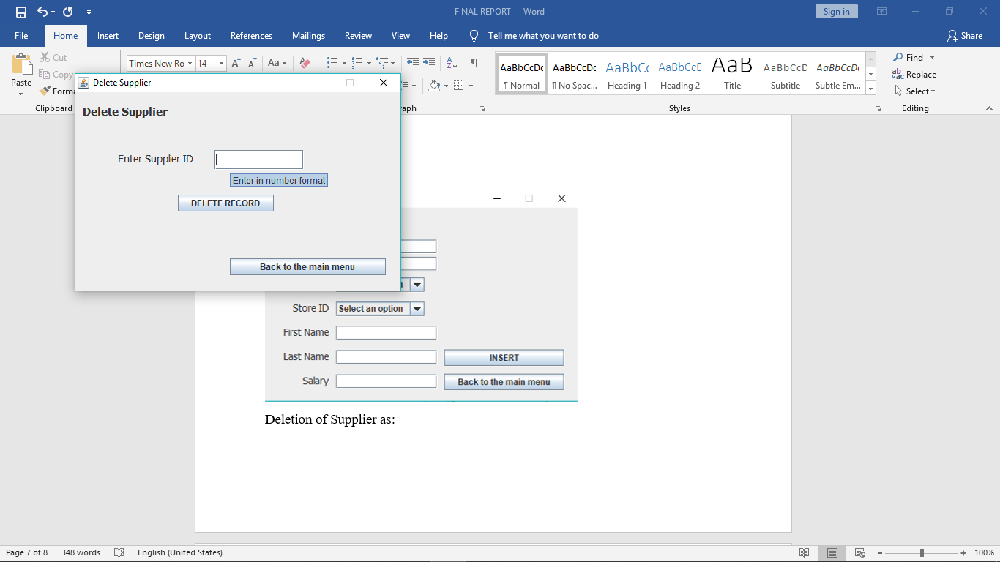 FINAL REPORT - Word
Sign in
File Home Insert Design Layout References Mailings Review View Help Tell me what you want to do Share
Paste
Cut
Copy
Forma
Clipboard
Times New Ro 14
Aa
aph
AaBbCcDc AaBbCcDc AaBbCc AaBbCcD AaB AaBbCcD AaBbCcDc
¶ Normal ¶ No Spac... Heading 1 Heading 2 Title Subtitle Subtle Em...
Styles
Find
Replace
Select
Editing
Delete Supplier
Delete Supplier
Enter Supplier ID
Enter in number format
DELETE RECORD
Back to the main menu
Store ID Select an option
First Name
Last Name INSERT
Salary Back to the main menu
Deletion of Supplier as:
Page 7 of 8 348 words English (United States) 100%